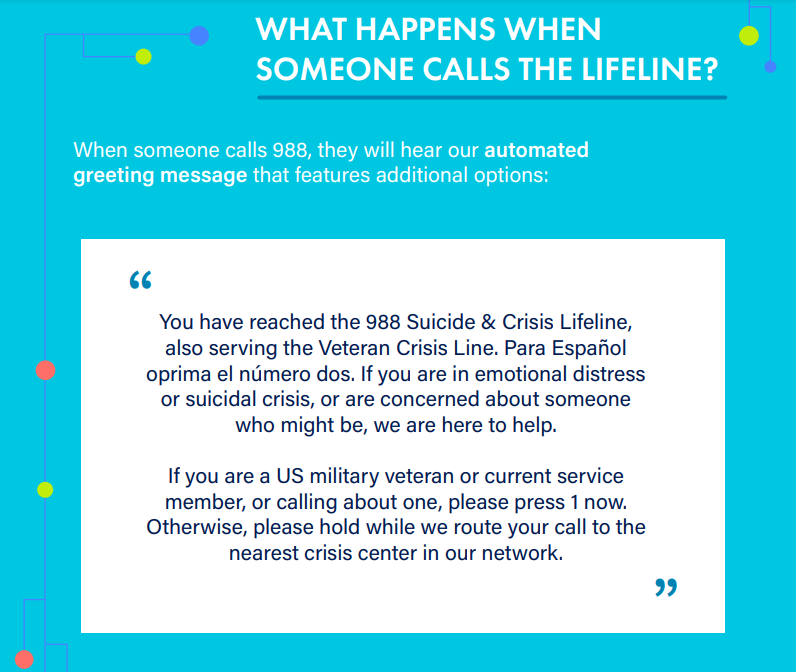 WHAT HAPPENS WHEN
SOMEONE CALLS THE LIFELINE?
When someone calls 988, they will hear our automated
greeting message that features additional options:
“
You have reached the 988 Suicide & Crisis Lifeline,
also serving the Veteran Crisis Line. Para Español
oprima el número dos. If you are in emotional distress
or suicidal crisis, or are concerned about someone
who might be, we are here to help.
If you are a US military veteran or current service
member, or calling about one, please press 1 now.
Otherwise, please hold while we route your call to the
nearest crisis center in our network.
”